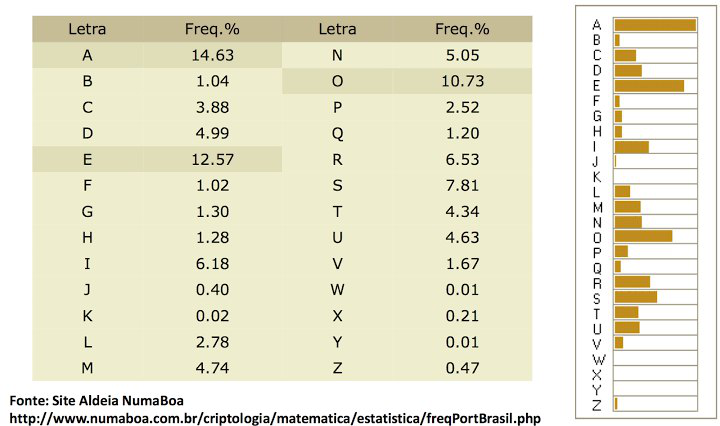 Letra Freq.% Letra Freq.%
A 14.63 N 5.05
B 1.04 O 10.73
C 3.88 P 2.52
D 4.99 Q 1.20
E 12.57 R 6.53
F 1.02 S 7.81
G 1.30 T 4.34
H 1.28 U 4.63
I 6.18 V 1.67
J 0.40 W 0.01
K 0.02 X 0.21
L 2.78 Y 0.01
M 4.74 Z 0.47
Fonte: Site Aldeia NumaBoa
http://www.numaboa.com.br/criptologia/matematica/estatistica/freqPortBrasil.php
A
B
C
D
E
F
G
H
I
J
K
L
M
N
O
P
Q
R
S
T
U
V
W
X
Y
Z